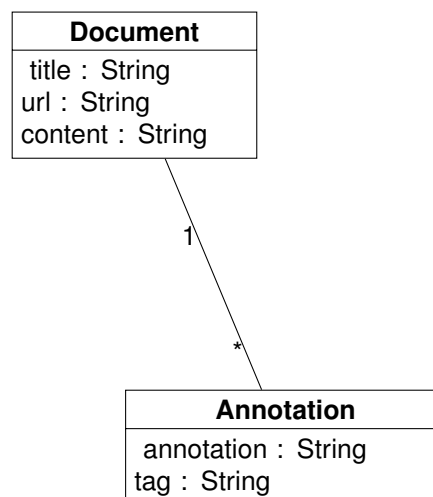 Document
title : String
url : String
content : String
1
*
Annotation
annotation : String
tag : String